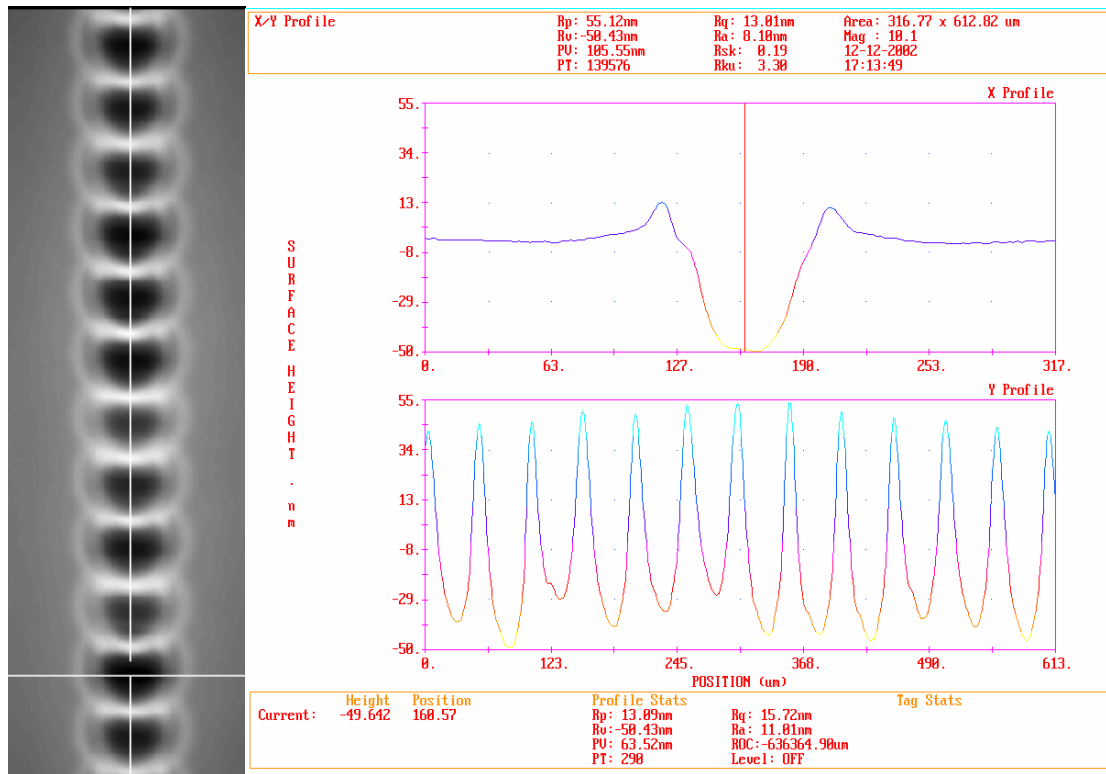 X/Y Profile
Rp: 55.12nm Rq: 13.01nm Area: 316.77 x 612.82 um
Rv:-50.43nm Ra: 8.10nm Mag : 10.1
PV: 105.55nm Rsk: 0.19 12-12-2002
PT: 139576 Rku: 3.30 17:13:49
X Profile
55.
34.
13.
-8.
-29.
-50.
0. 63. 127. 190. 253. 317.
SURFACE HEIGHT . nm
Y Profile
55.
34.
13.
-8.
-29.
-50.
0. 123. 245. 368. 490. 613.
POSITION (um)
Height Position Profile Stats Tag Stats
Current: -49.642 160.57 Rp: 13.09nm Rq: 15.72nm
Rv:-50.43nm Ra: 11.01nm
PV: 63.52nm ROC:-636364.90um
PT: 290 Level: OFF